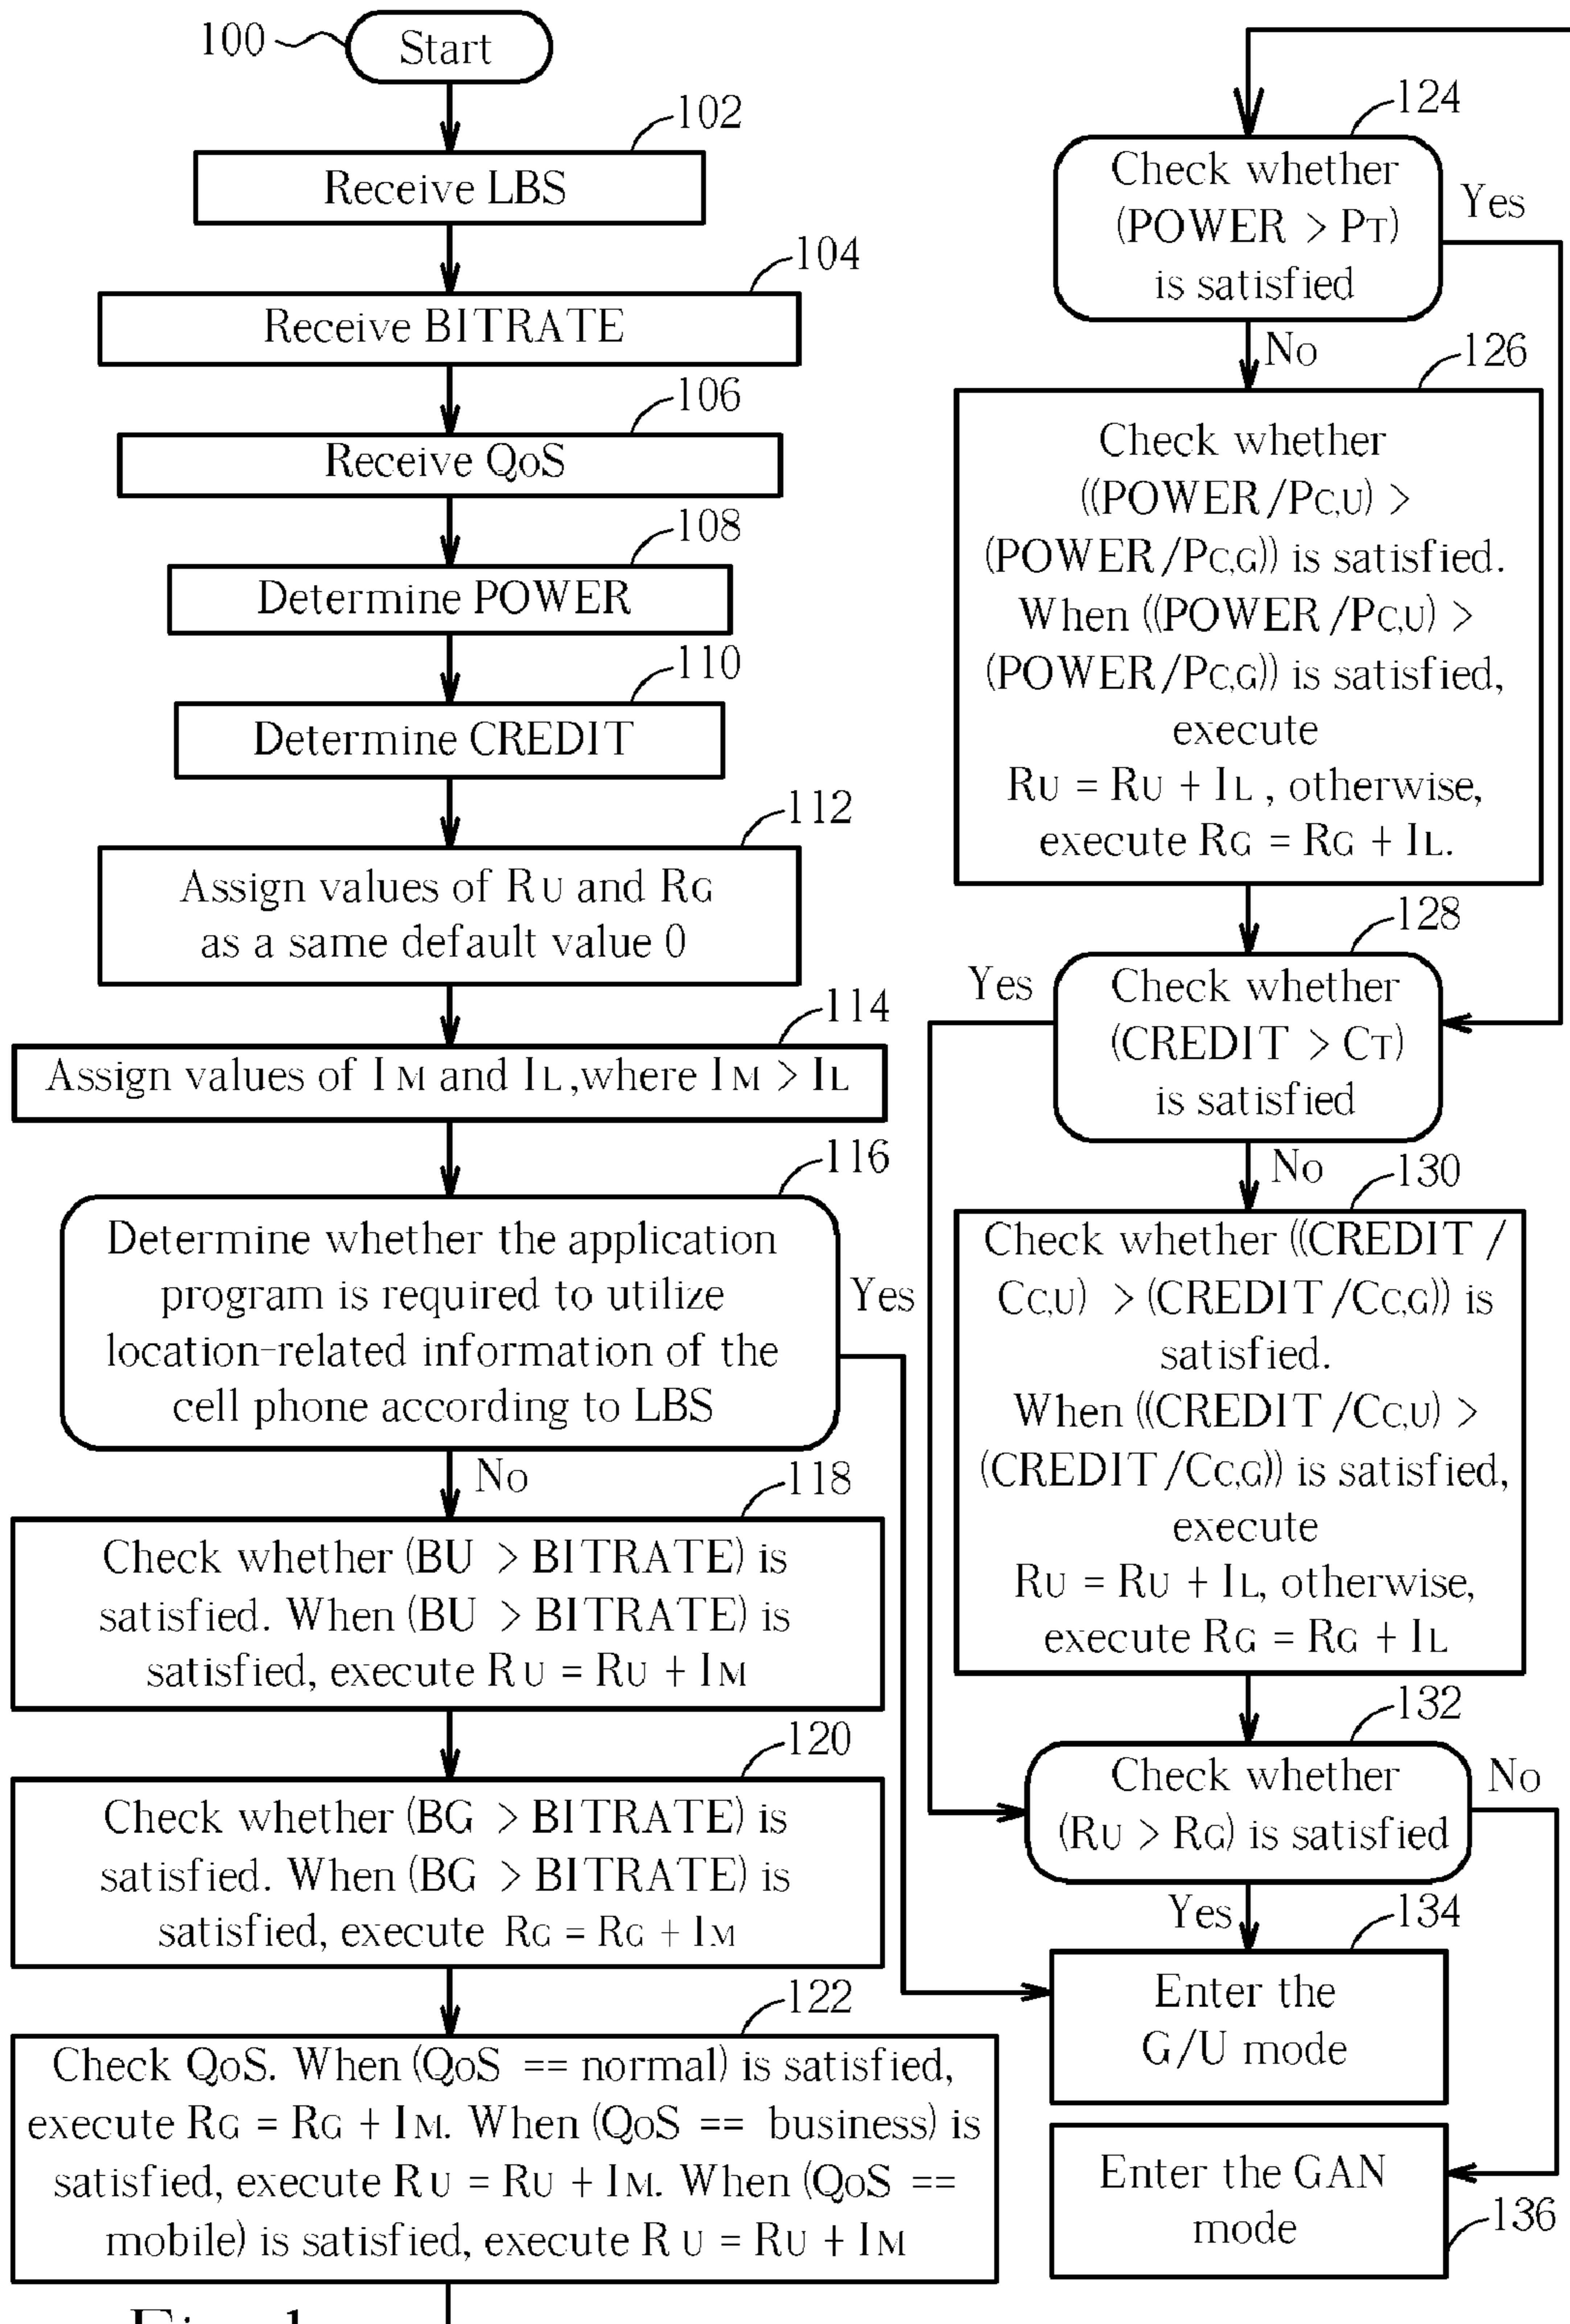 100
Start
102
Receive LBS
104
Receive BITRATE
106
Receive QoS
108
Determine POWER
110
Determine CREDIT
112
Assign values of RU and RG
as a same default value 0
114
Assign values of IM and IL,where IM > IL
116
Determine whether the application
program is required to utilize
location-related information of the
cell phone according to LBS
Yes
No
118
Check whether (BU > BITRATE) is
satisfied. When (BU > BITRATE) is
satisfied, execute RU = RU + IM
120
Check whether (BG > BITRATE) is
satisfied. When (BG > BITRATE) is
satisfied, execute RG = RG + IM
122
Check QoS. When (QoS == normal) is satisfied,
execute RG = RG + IM. When (QoS == business) is
satisfied, execute RU = RU + IM. When (QoS ==
mobile) is satisfied, execute RU = RU + IM
124
Check whether
(POWER > PT)
is satisfied
Yes
No
126
Check whether
((POWER/PC,U) >
(POWER/PC,G)) is satisfied.
When ((POWER/PC,U) >
(POWER/PC,G)) is satisfied,
execute
RU = RU + IL , otherwise,
execute RG = RG + IL.
128
Yes
Check whether
(CREDIT > CT)
is satisfied
No
130
Check whether ((CREDIT /
CC,U) > (CREDIT/CC,G)) is
satisfied.
When ((CREDIT/CC,U) >
(CREDIT/CC,G)) is satisfied,
execute
RU = RU + IL, otherwise,
execute RG = RG + IL
132
Check whether
(RU > RG) is satisfied
No
Yes
134
Enter the
G/U mode
Enter the GAN
mode
136